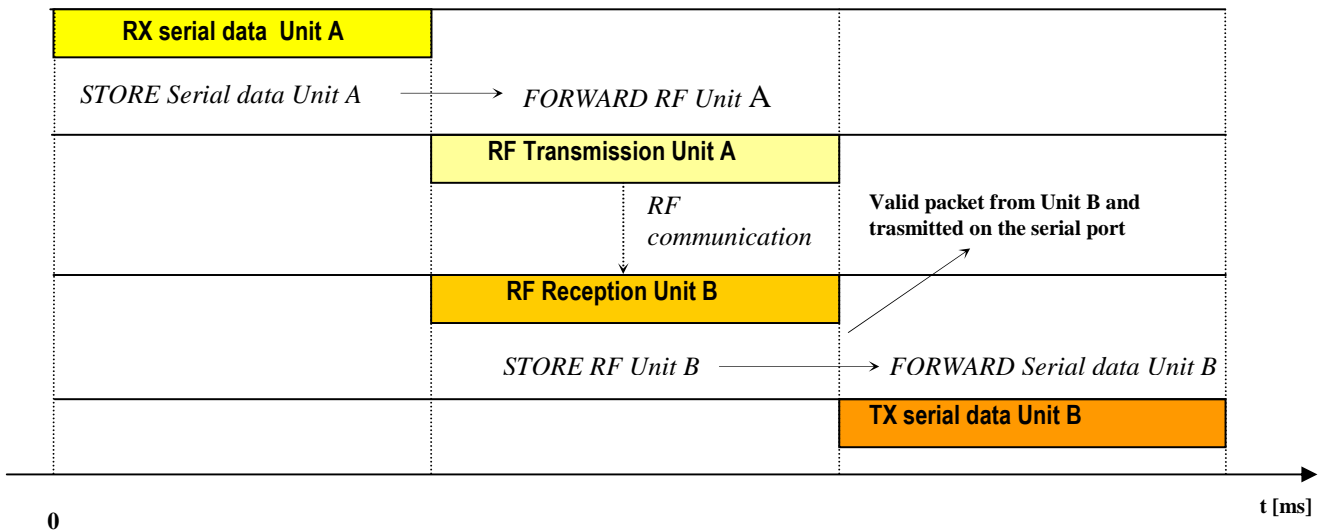 RX serial data Unit A
STORE Serial data Unit A
FORWARD RF Unit A
RF Transmission Unit A
RF
communication
Valid packet from Unit B and
trasmitted on the serial port
RF Reception Unit B
STORE RF Unit B
FORWARD Serial data Unit B
TX serial data Unit B
t [ms]
0